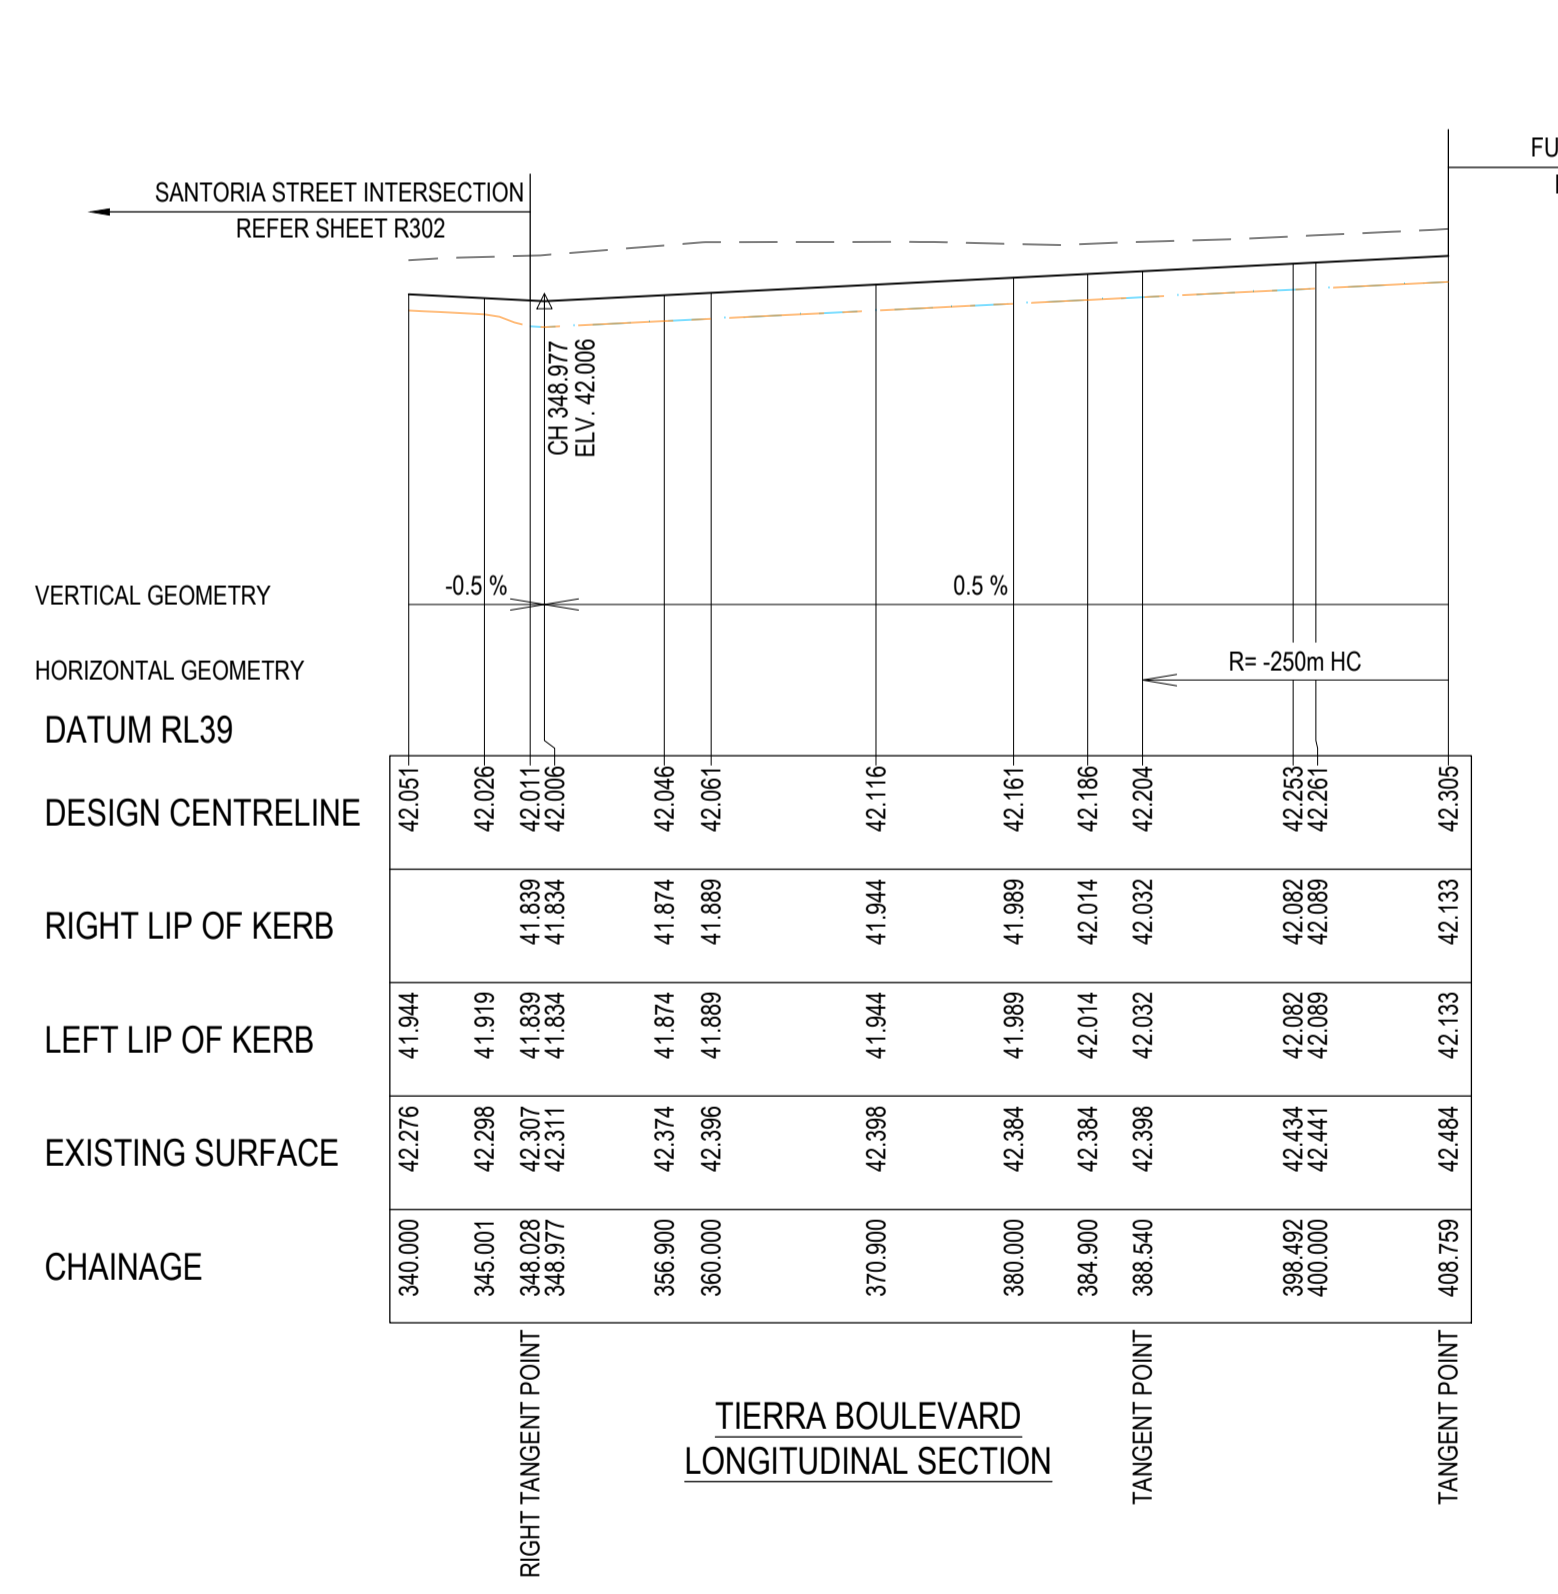 FU
SANTORIA STREET INTERSECTION
REFER SHEET R302
CH 348.977
ELV. 42.006
VERTICAL GEOMETRY
-0.5 %
0.5 %
HORIZONTAL GEOMETRY
R= -250m HC
DATUM RL39
DESIGN CENTRELINE 42.051 42.026 42.011 42.006 42.046 42.061 42.116 42.161 42.186 42.204 42.253 42.261 42.305
RIGHT LIP OF KERB 41.839 41.834 41.874 41.889 41.944 41.989 42.014 42.032 42.082 42.089 42.133
LEFT LIP OF KERB 41.944 41.919 41.839 41.834 41.874 41.889 41.944 41.989 42.014 42.032 42.082 42.089 42.133
EXISTING SURFACE 42.276 42.298 42.307 42.311 42.374 42.396 42.398 42.384 42.384 42.398 42.434 42.441 42.484
CHAINAGE 340.000 345.001 348.028 348.977 356.900 360.000 370.900 380.000 384.900 388.540 398.492 400.000 408.759
RIGHT TANGENT POINT
TANGENT POINT
TANGENT POINT
TIERRA BOULEVARD
LONGITUDINAL SECTION